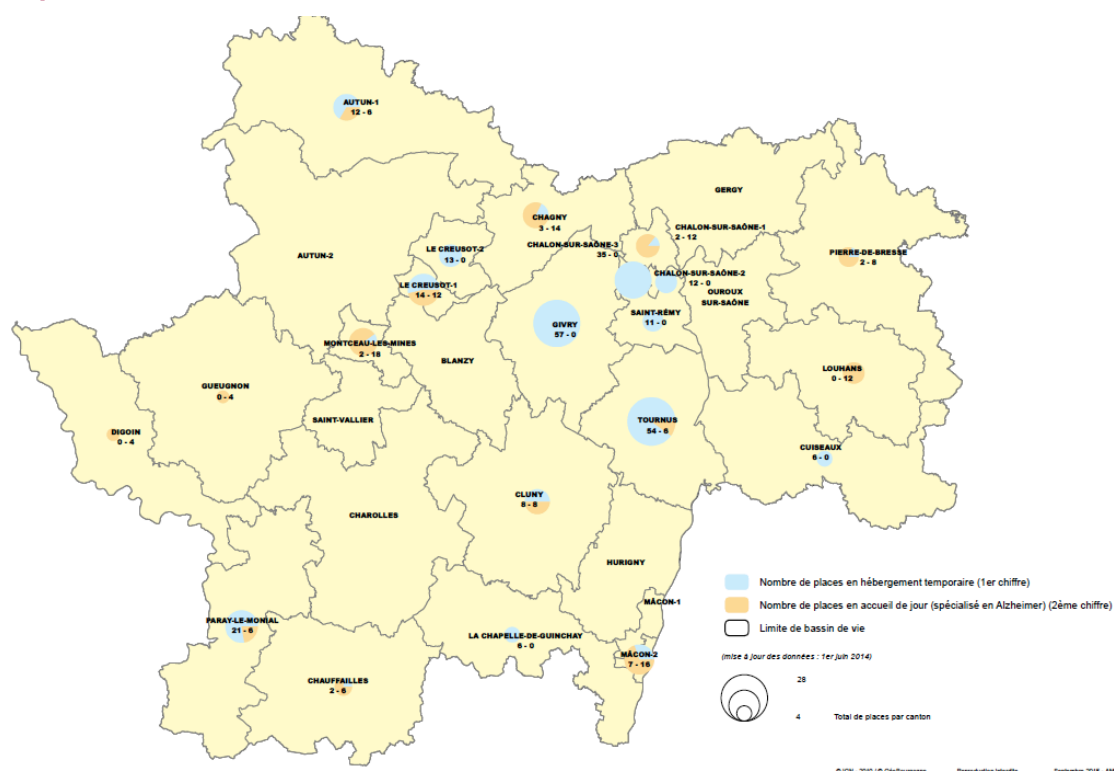 AUTUN-1
12 - 6
GERGY
CHAGNY
3 - 14
CHALON-SUR-SAÔNE-1
2 - 12
LE CREUSOT-2
13 - 0
CHALON-SUR-SAÔNE-3
35 - 0
AUTUN-2
PIERRE-DE-BRESSE
2 - 8
CHALON-SUR-SAÔNE-2
12 - 0
LE CREUSOT-1
14 - 12
OUROUX
SUR-SAÔNE
SAINT-RÉMY
11 - 0
GIVRY
57 - 0
MONTCEAU-LES-MINES
2 - 18
BLANZY
LOUHANS
0 - 12
GUEUGNON
0 - 4
SAINT-VALLIER
TOURNUS
54 - 6
DIGOIN
0 - 4
CUISEAUX
6 - 0
CLUNY
8 - 8
CHAROLLES
HURIGNY
MÂCON-1
PARAY-LE-MONIAL
21 - 6
LA CHAPELLE-DE-GUINCHAY
6 - 0
MÂCON-2
7 - 16
CHAUFFAILLES
2 - 6
Nombre de places en hébergement temporaire (1er chiffre)
Nombre de places en accueil de jour (spécialisé en Alzheimer) (2ème chiffre)
Limite de bassin de vie
(mise à jour des données : 1er juin 2014)
28
4 Total de places par canton